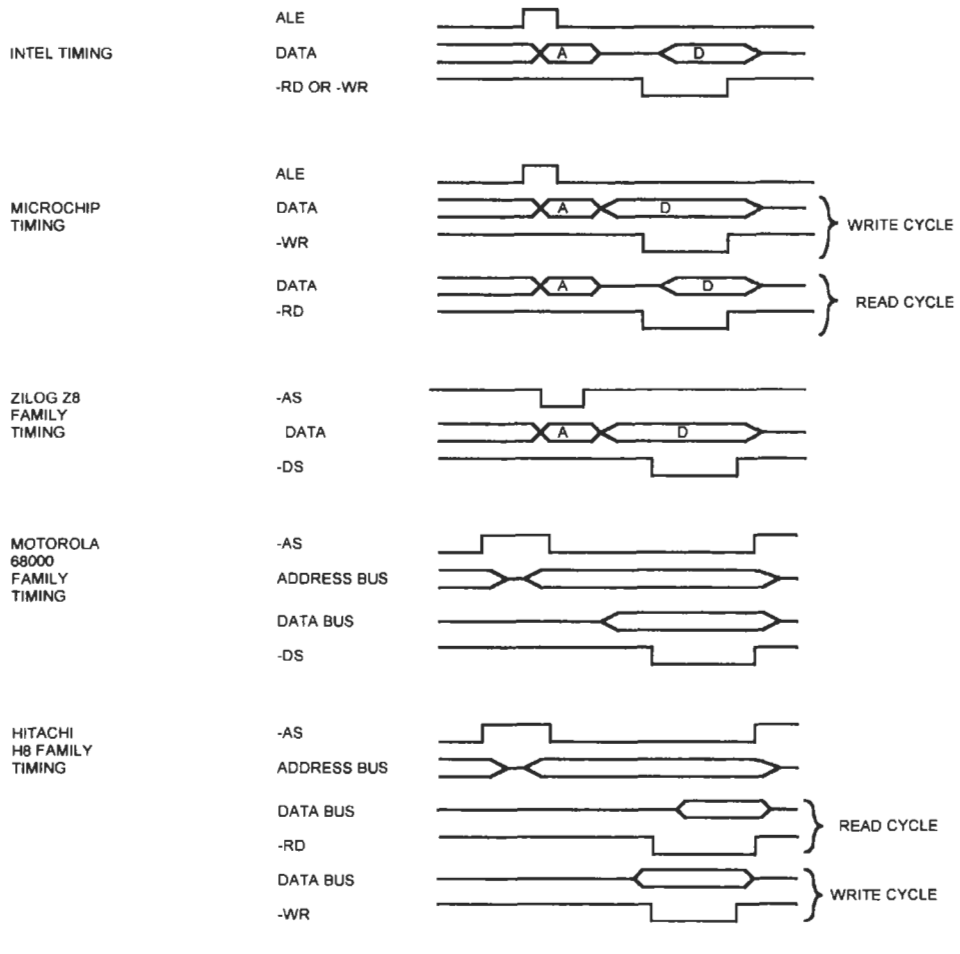 ALE
INTEL TIMING
DATA
A
D
-RD OR -WR
ALE
MICROCHIP
TIMING
DATA
A
D
-WR
WRITE CYCLE
DATA
A
D
-RD
READ CYCLE
ZILOG Z8
FAMILY
TIMING
-AS
DATA
A
D
-DS
MOTOROLA
68000
FAMILY
TIMING
-AS
ADDRESS BUS
DATA BUS
-DS
HITACHI
H8 FAMILY
TIMING
-AS
ADDRESS BUS
DATA BUS
-RD
READ CYCLE
DATA BUS
-WR
WRITE CYCLE